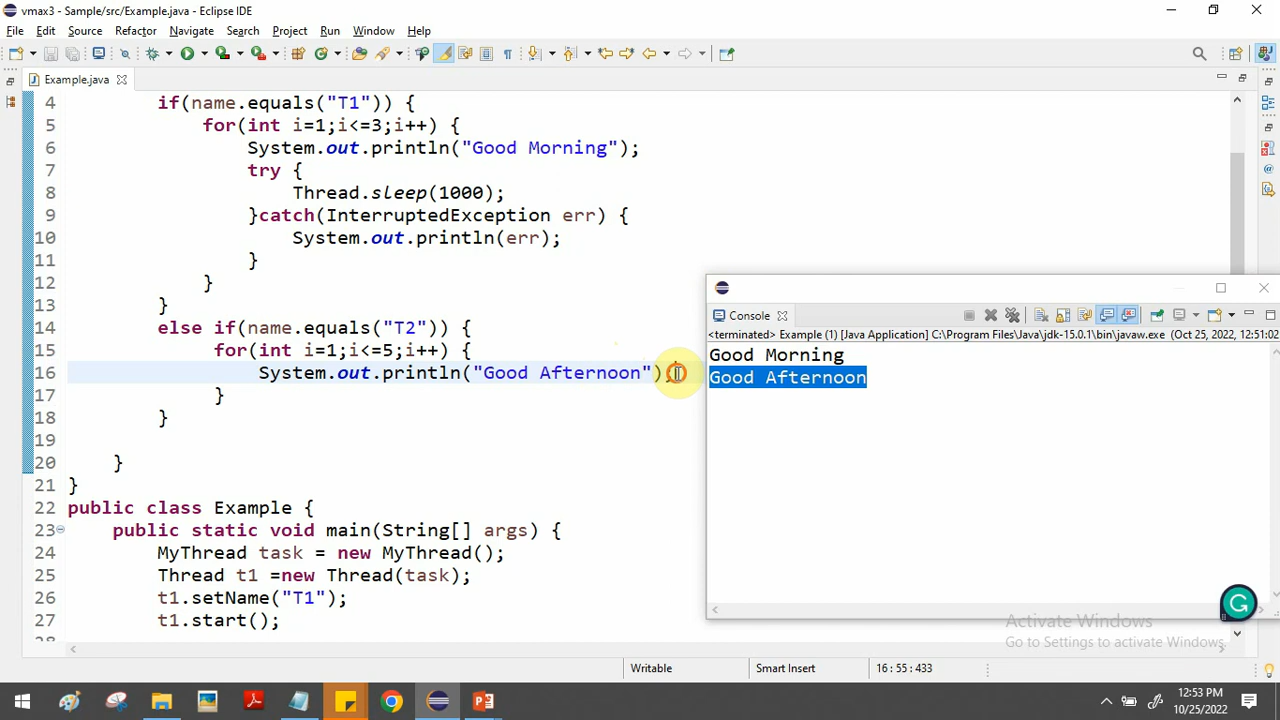 vmax3 - Sample/src/Example.java - Eclipse IDE
File Edit Source Refactor Navigate Search Project Run Window Help
Example.java
4 if(name.equals("T1")) {
5 for(int i=1;i<=3;i++) {
6 System.out.println("Good Morning");
7 try {
8 Thread.sleep(1000);
9 }catch(InterruptedException err) {
10 System.out.println(err);
11 }
12 }
13 }
14 else if(name.equals("T2")) {
15 for(int i=1;i<=5;i++) {
16 System.out.println("Good Afternoon");
17 }
18 }
19
20 }
21 }
22 public class Example {
23 public static void main(String[] args) {
24 MyThread task = new MyThread();
25 Thread t1 =new Thread(task);
26 t1.setName("T1");
27 t1.start();
Console
<terminated> Example (1) [Java Application] C:\Program Files\Java\jdk-15.0.1\bin\javaw.exe (Oct 25, 2022, 12:51:02
Good Morning
Good Afternoon
Activate Windows
Go to Settings to activate Windows.
Writable Smart Insert 16 : 55 : 433
12:53 PM
10/25/2022